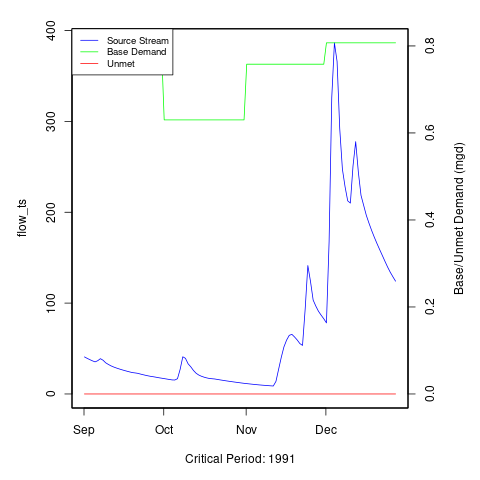 Source Stream
Base Demand
Unmet
flow_ts
0
100
200
300
400
Base/Unmet Demand (mgd)
0.0
0.2
0.4
0.6
0.8
Sep Oct Nov Dec
Critical Period: 1991